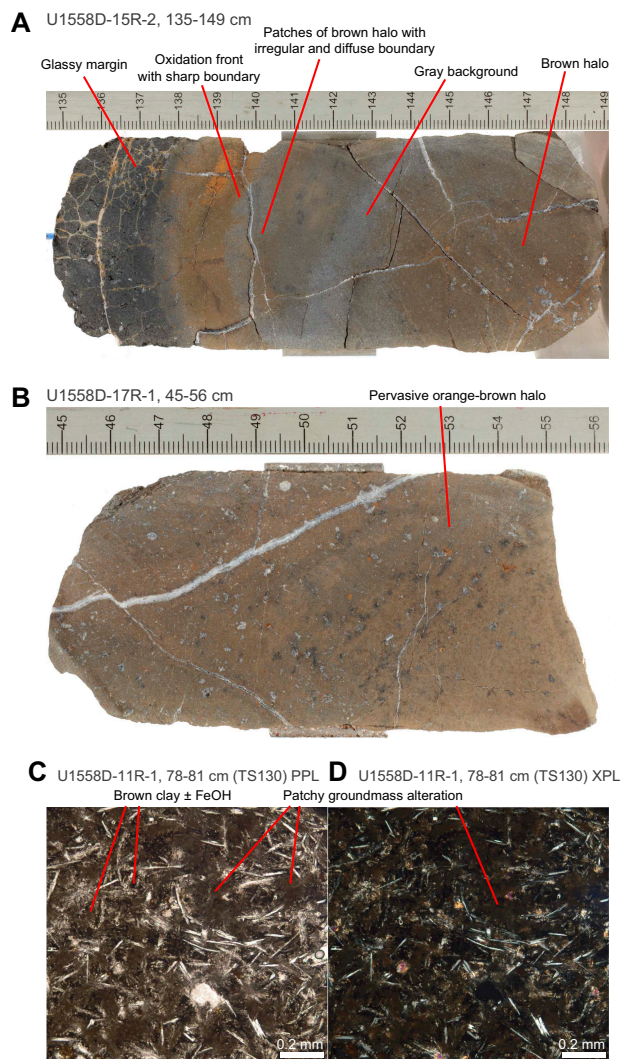 A U1558D-15R-2, 135-149 cm
Patches of brown halo with
irregular and diffuse boundary
Oxidation front
with sharp boundary
Glassy margin
Gray background
Brown halo
135 136 137 138 139 140 141 142 143 144 145 146 147 148 149
B U1558D-17R-1, 45-56 cm
Pervasive orange-brown halo
45 46 47 48 49 50 51 52 53 54 55 56
C U1558D-11R-1, 78-81 cm (TS130) PPL
D U1558D-11R-1, 78-81 cm (TS130) XPL
Brown clay ± FeOH
Patchy groundmass alteration
0.2 mm
0.2 mm